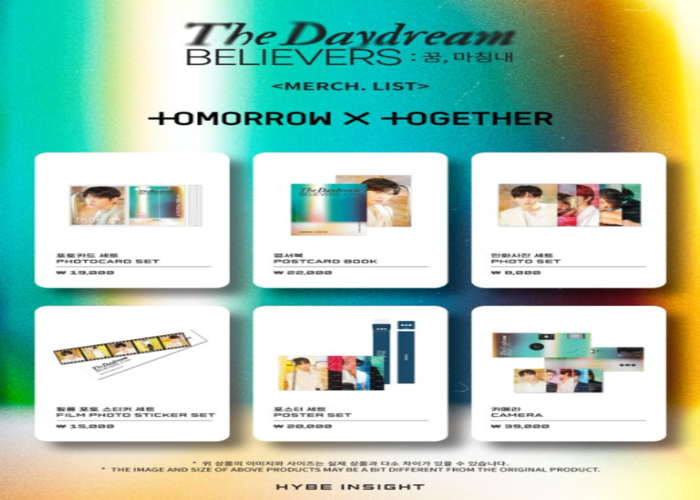 The Daydream
BELIEVERS : 꿈, 마침내
<MERCH. LIST>
TOMORROW X TOGETHER
포토카드 세트
PHOTOCARD SET
₩ 19,000
엽서북
POSTCARD BOOK
₩ 22,000
인화사진 세트
PHOTO SET
₩ 8,000
필름 포토 스티커 세트
FILM PHOTO STICKER SET
₩ 15,000
포스터 세트
POSTER SET
₩ 20,000
카메라
CAMERA
₩ 39,000
* 위 상품의 이미지와 사이즈는 실제 상품과 다소 차이가 있을 수 있습니다.
* THE IMAGE AND SIZE OF ABOVE PRODUCTS MAY BE A BIT DIFFERENT FROM THE ORIGINAL PRODUCT.
HYBE INSIGHT